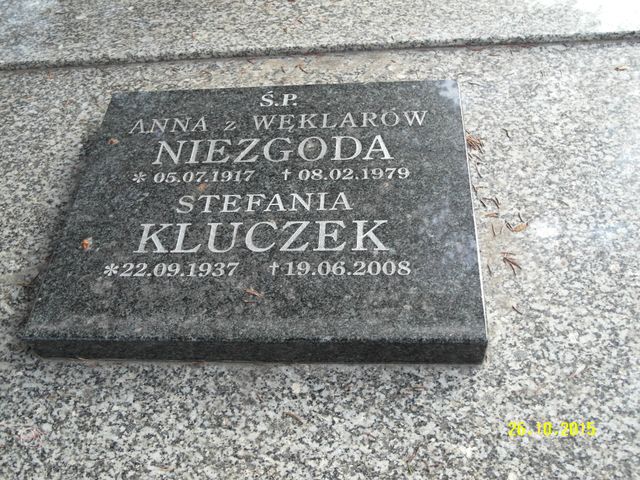 Ś.P.
ANNA z WĘKLARÓW
NIEZGODA
* 05.07.1917 † 08.02.1979
STEFANIA
KLUCZEK
* 22.09.1937 † 19.06.2008
26.10.2015